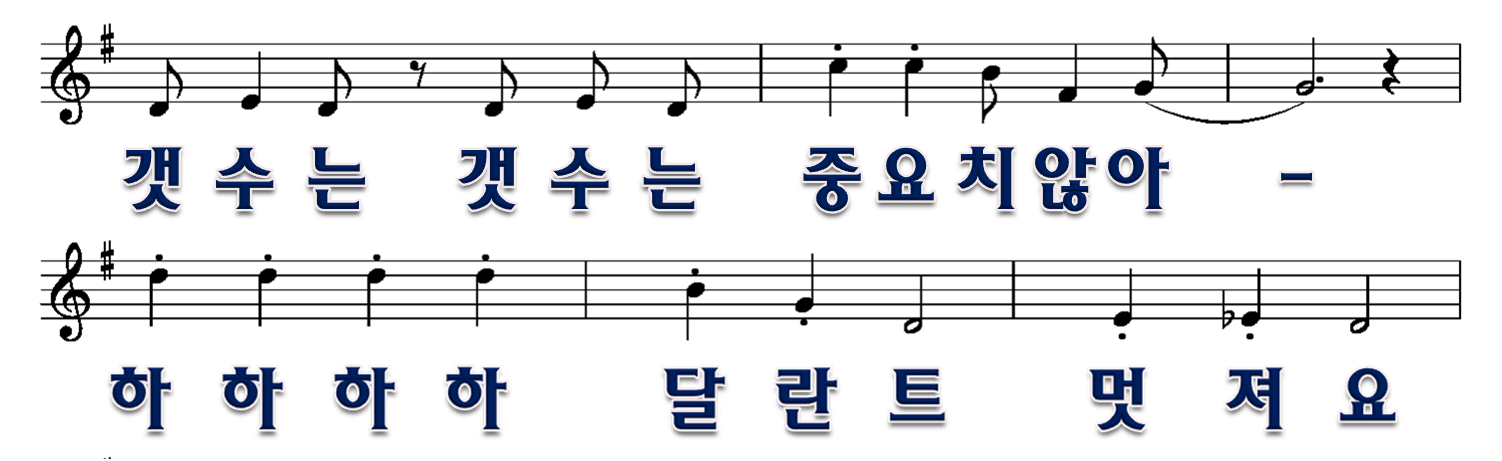 갯 수 는 갯 수 는 중 요 치 않 아 -
하 하 하 하 달 란 트 멋 져 요